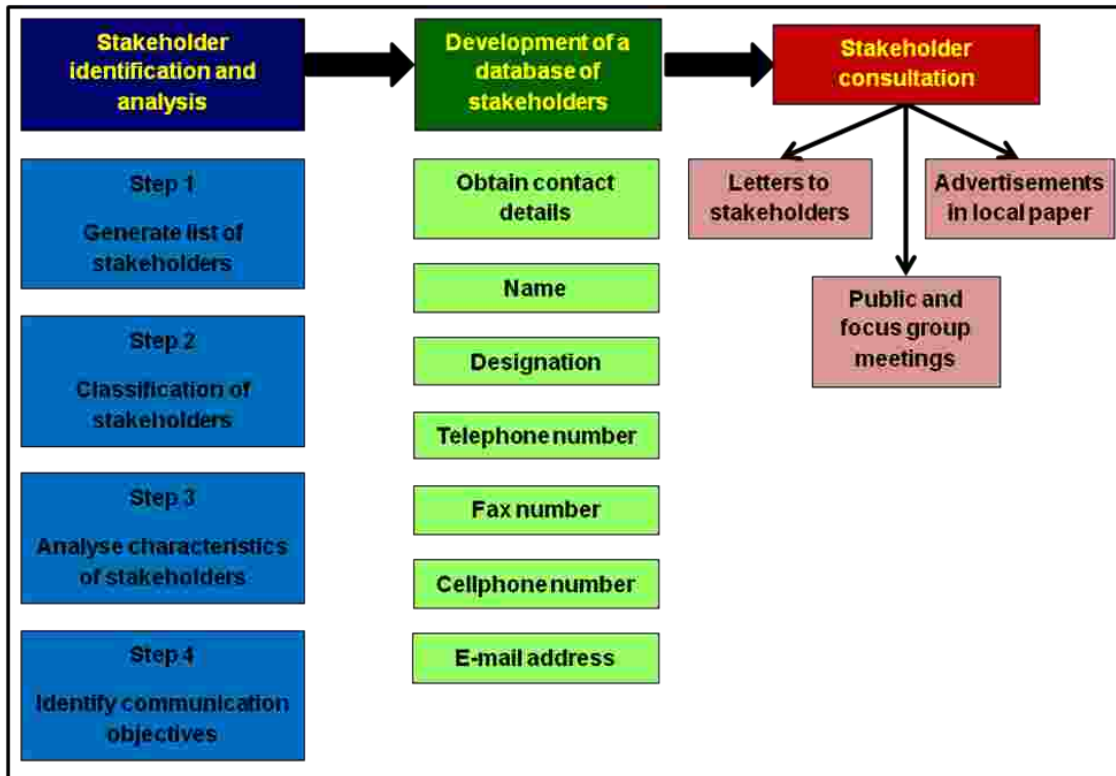 Stakeholder
identification and
analysis
Development of a
database of
stakeholders
Stakeholder
consultation
Step 1
Generate list of
stakeholders
Step 2
Classification of
stakeholders
Step 3
Analyse characteristics
of stakeholders
Step 4
Identify communication
objectives
Obtain contact
details
Name
Designation
Telephone number
Fax number
Cellphone number
E-mail address
Letters to
stakeholders
Advertisements
in local paper
Public and
focus group
meetings